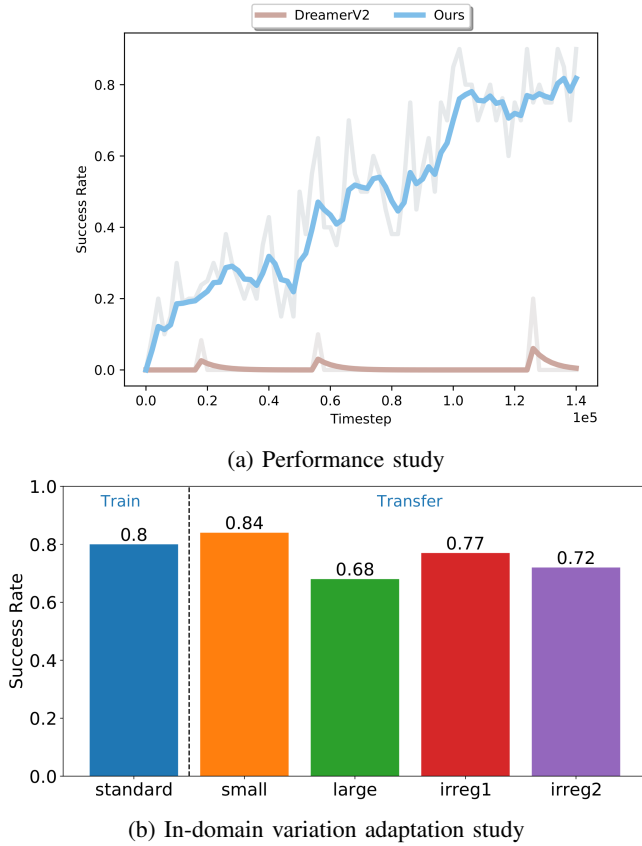 DreamerV2 Ours
0.8
0.6
0.4
0.2
0.0
Success Rate
0.0 0.2 0.4 0.6 0.8 1.0 1.2 1.4
1e5
Timestep
(a) Performance study
1.0
0.8
0.6
0.4
0.2
0.0
Success Rate
Train Transfer
0.8 0.84 0.68 0.77 0.72
standard small large irreg1 irreg2
(b) In-domain variation adaptation study